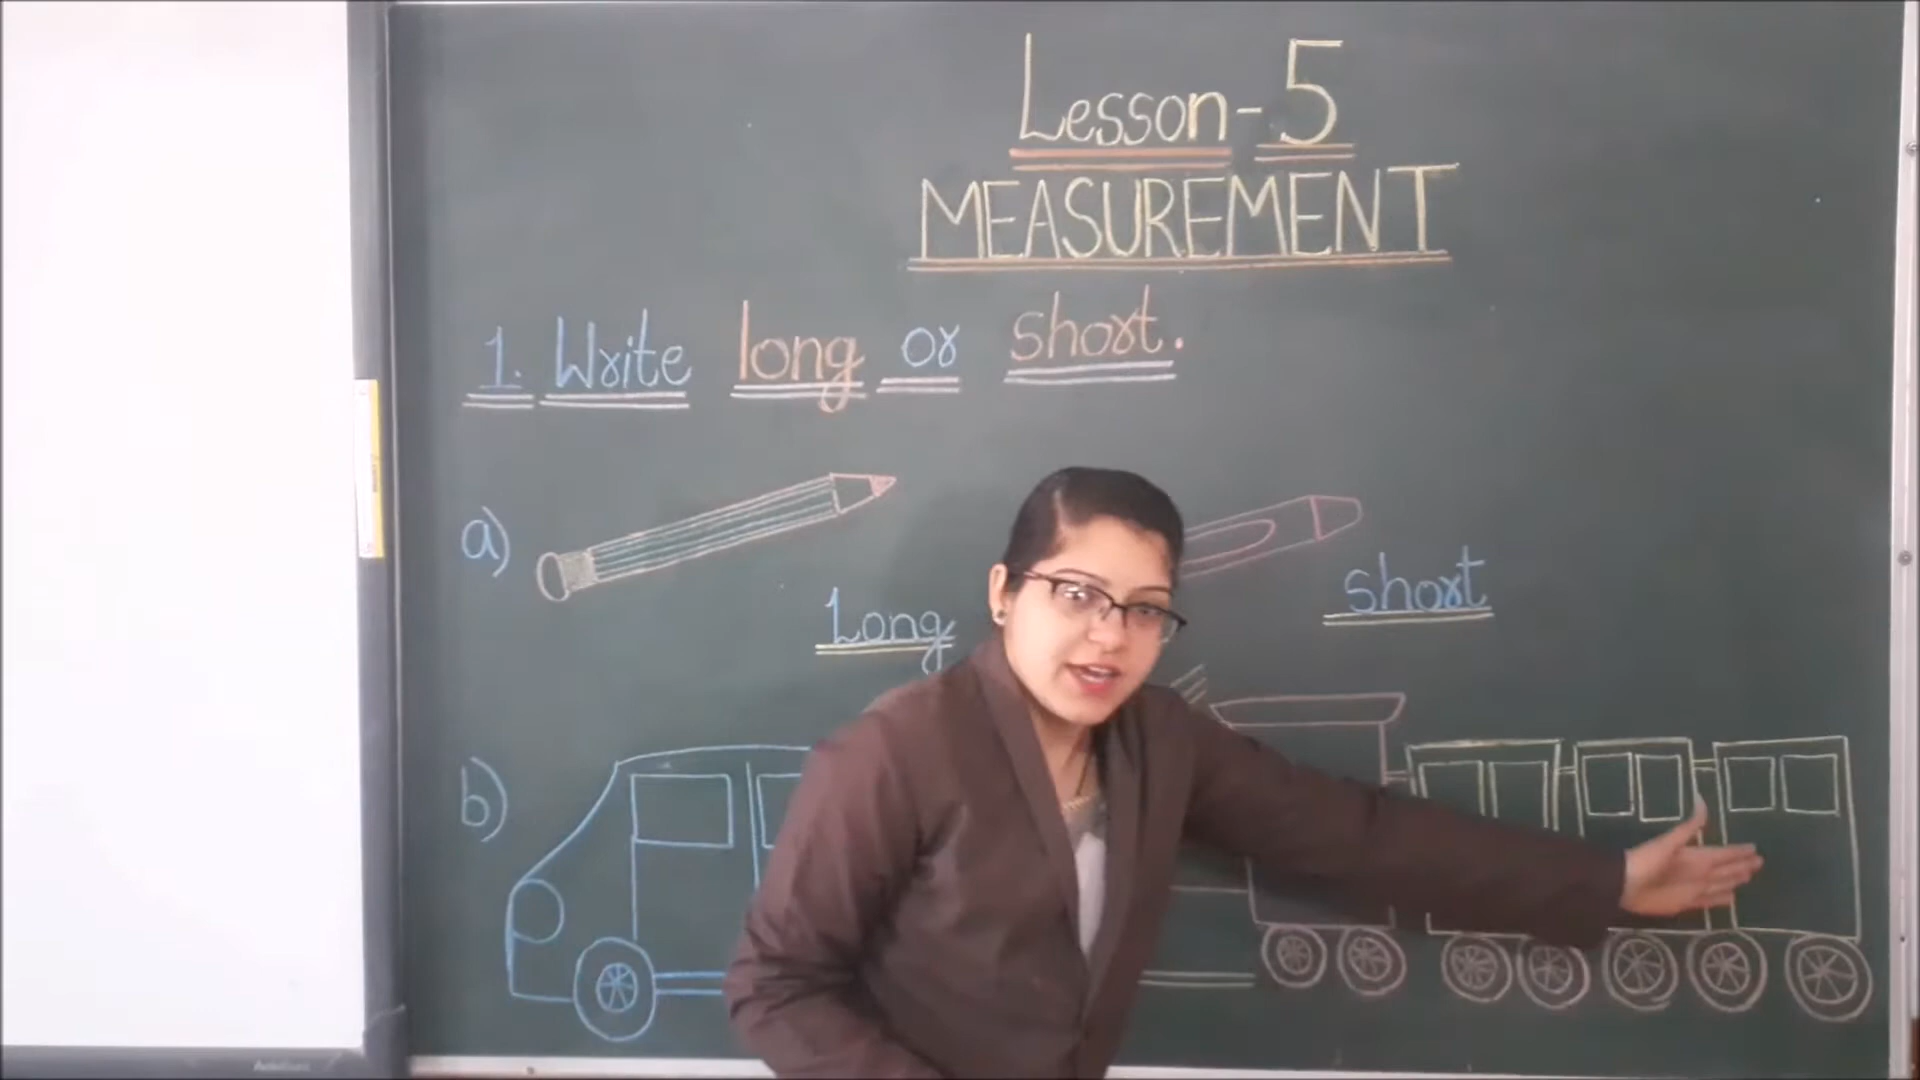 Lesson-5
MEASUREMENT
1. Write long or short.
a)
Long
short
b)